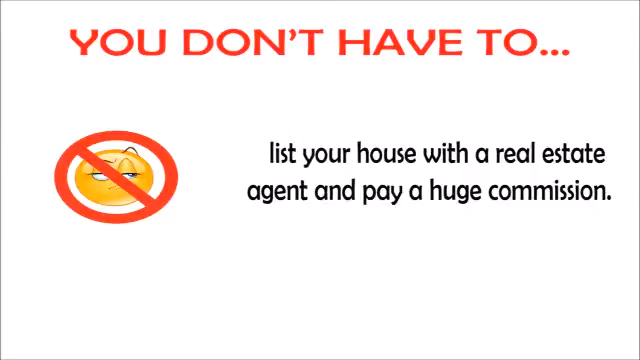 YOU DON'T HAVE TO...
list your house with a real estate
agent and pay a huge commission.